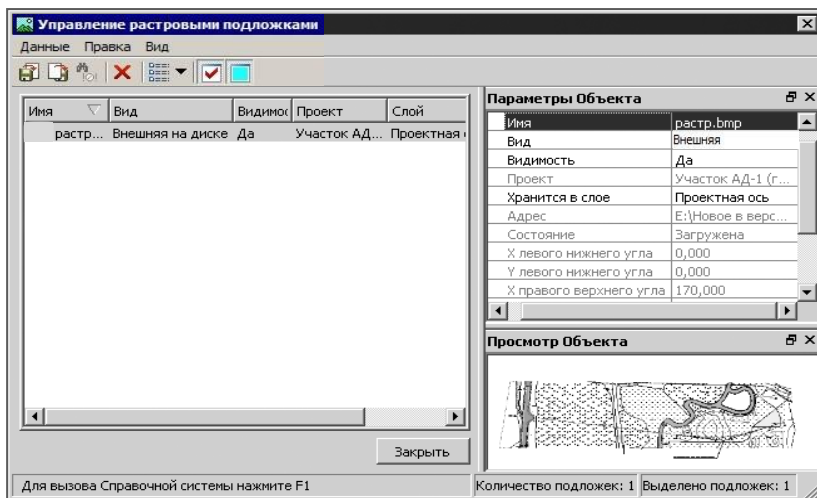 Управление растровыми подложками
Данные Правка Вид
Имя Вид Видимос Проект Слой
растр... Внешняя на диске Да Участок АД... Проектная
Закрыть
Параметры Объекта
Имя растр.bmp
Вид Внешняя
Видимость Да
Проект Участок АД-1 (г...
Хранится в слое Проектная ось
Адрес E:\Новое в верс...
Состояние Загружена
X левого нижнего угла 0,000
Y левого нижнего угла 0,000
X правого верхнего угла 170,000
Просмотр Объекта
Для вызова Справочной системы нажмите F1 Количество подложек: 1 Выделено подложек: 1